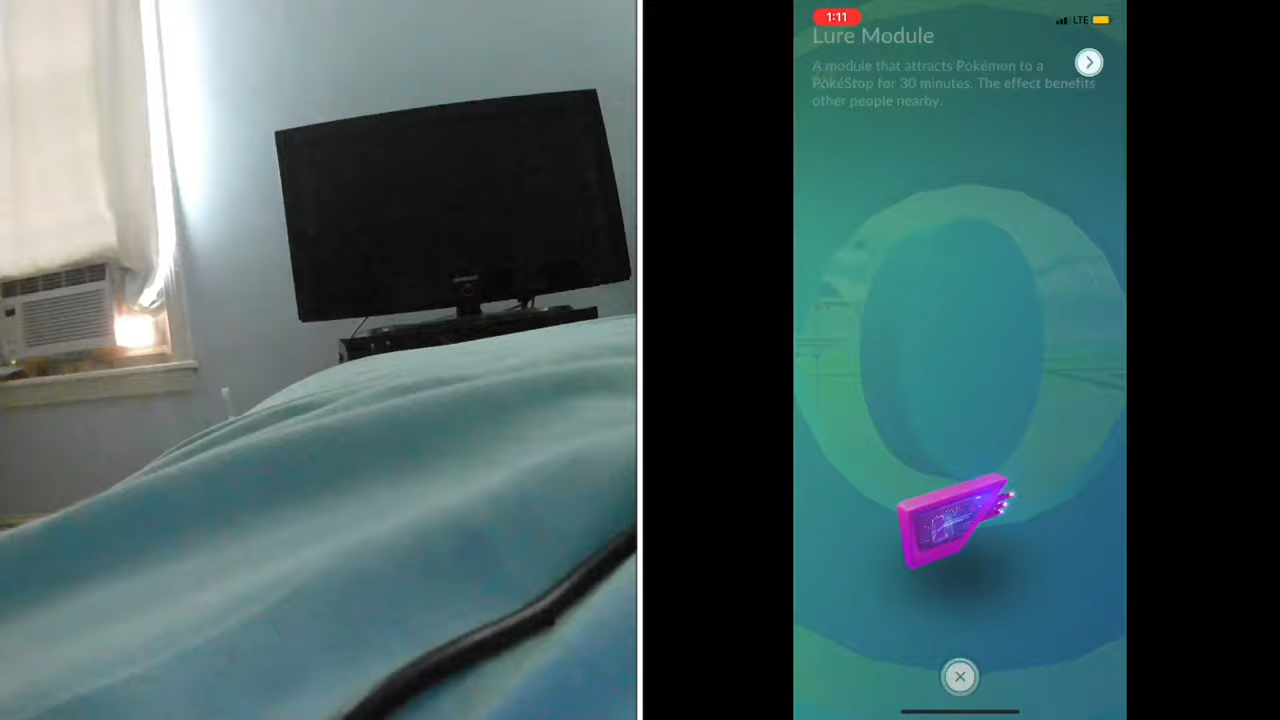 1:11
LTE
Lure Module
A module that attracts Pokémon to a
PokéStop for 30 minutes. The effect benefits
other people nearby.